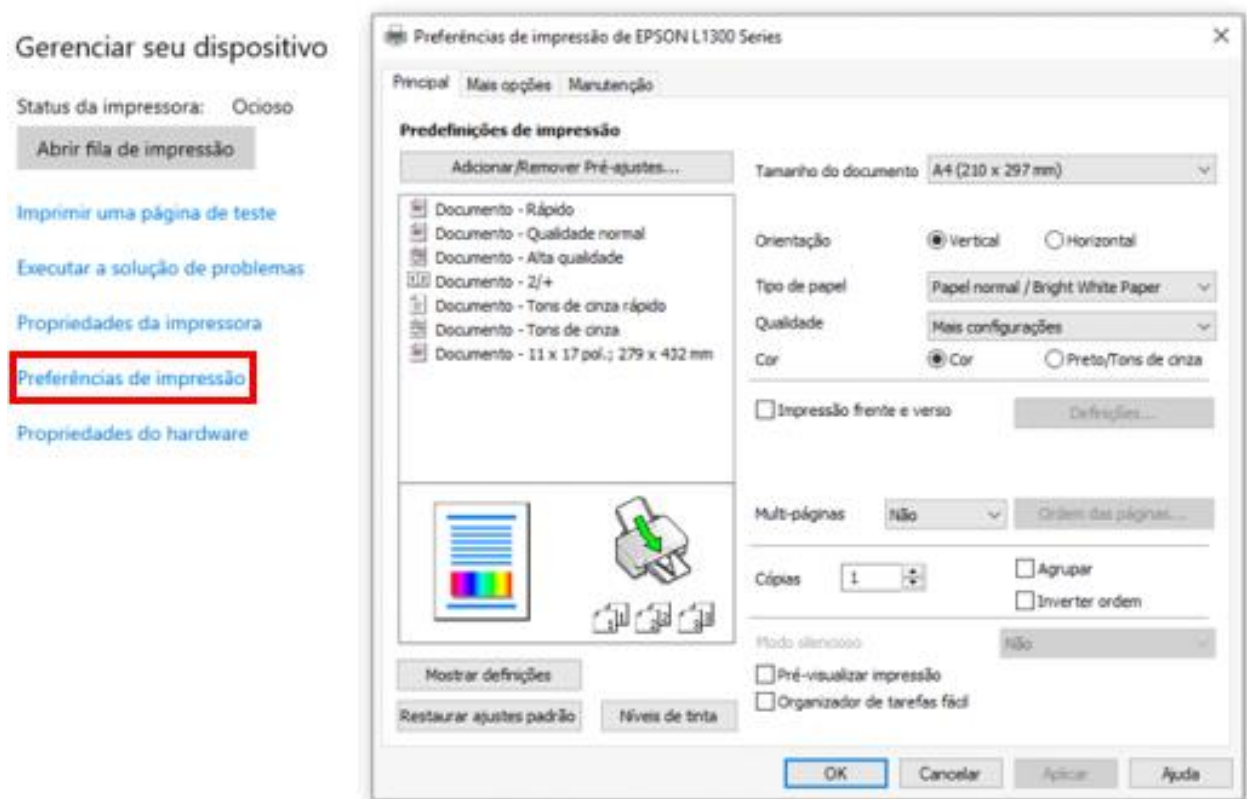 Gerenciar seu dispositivo
Status da impressora: Ocioso
Abrir fila de impressão
Imprimir uma página de teste
Executar a solução de problemas
Propriedades da impressora
Preferências de impressão
Propriedades do hardware
Preferências de impressão de EPSON L1300 Series
Principal Mais opções Manutenção
Predefinições de impressão
Adicionar/Remover Pré-ajustes...
Documento - Rápido
Documento - Qualidade normal
Documento - Alta qualidade
Documento - 2/+
Documento - Tons de cinza rápido
Documento - Tons de cinza
Documento - 11 x 17 pol.; 279 x 432 mm
Mostrar definições
Restaurar ajustes padrão Níveis de tinta
Tamanho do documento A4 (210 x 297 mm)
Orientação Vertical Horizontal
Tipo de papel Papel normal / Bright White Paper
Qualidade Mais configurações
Cor Cor Preto/Tons de cinza
Impressão frente e verso Definições...
Multi-páginas Não Ordem das páginas...
Cópias 1 Agrupar
Inverter ordem
Modo silencioso Não
Pré-visualizar impressão
Organizador de tarefas fácil
OK Cancelar Aplicar Ajuda